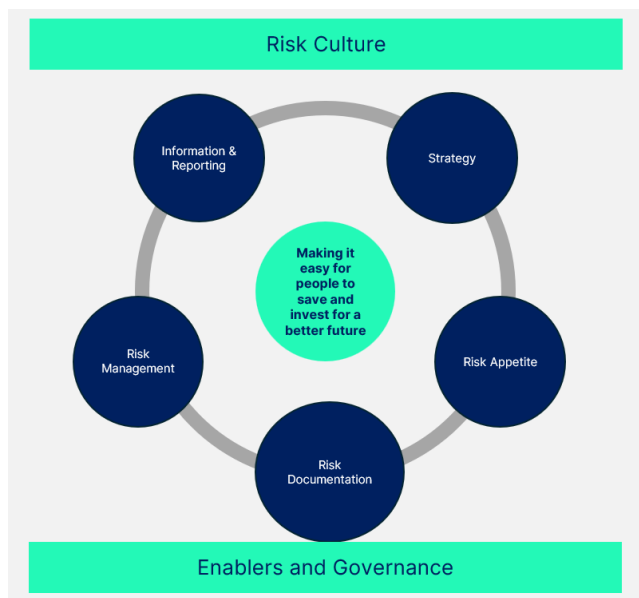 Risk Culture
Information &
Reporting
Strategy
Making it
easy for
people to
save and
invest for a
better future
Risk
Management
Risk Appetite
Risk
Documentation
Enablers and Governance